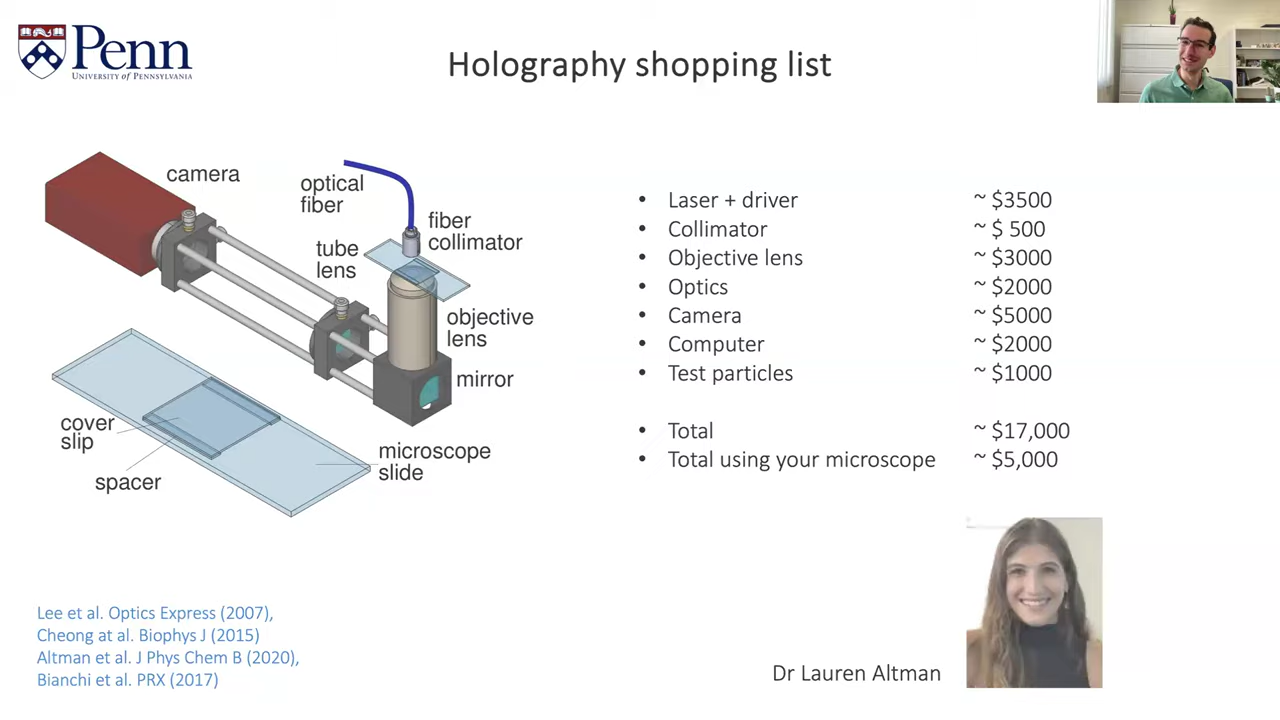 Penn
UNIVERSITY of PENNSYLVANIA
Holography shopping list
camera
optical
fiber
fiber
collimator
tube
lens
objective
lens
mirror
cover
slip
spacer
microscope
slide
• Laser + driver ~ $3500
• Collimator ~ $ 500
• Objective lens ~ $3000
• Optics ~ $2000
• Camera ~ $5000
• Computer ~ $2000
• Test particles ~ $1000
• Total ~ $17,000
• Total using your microscope ~ $5,000
Lee et al. Optics Express (2007),
Cheong at al. Biophys J (2015)
Altman et al. J Phys Chem B (2020),
Bianchi et al. PRX (2017)
Dr Lauren Altman